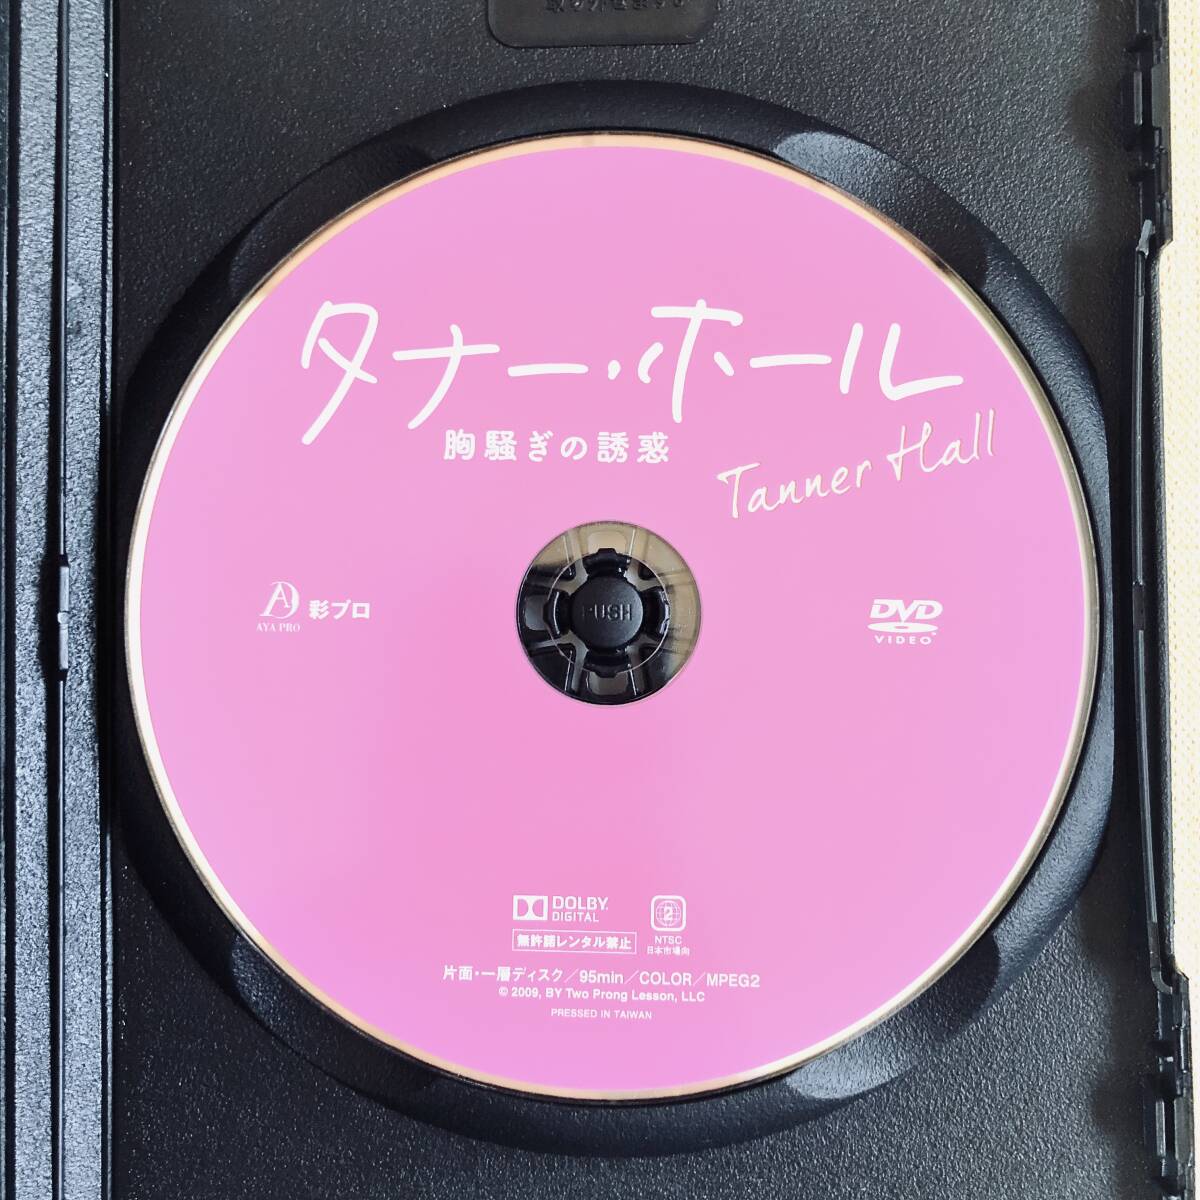 タナー・ホール
胸騒ぎの誘惑
Tanner Hall
AYA PRO
彩プロ
PUSH
DVD
VIDEO
DOLBY
DIGITAL
2
無許諾レンタル禁止
NTSC
日本市場向
片面・一層ディスク／95min／COLOR／MPEG2
© 2009, BY Two Prong Lesson, LLC
PRESSED IN TAIWAN